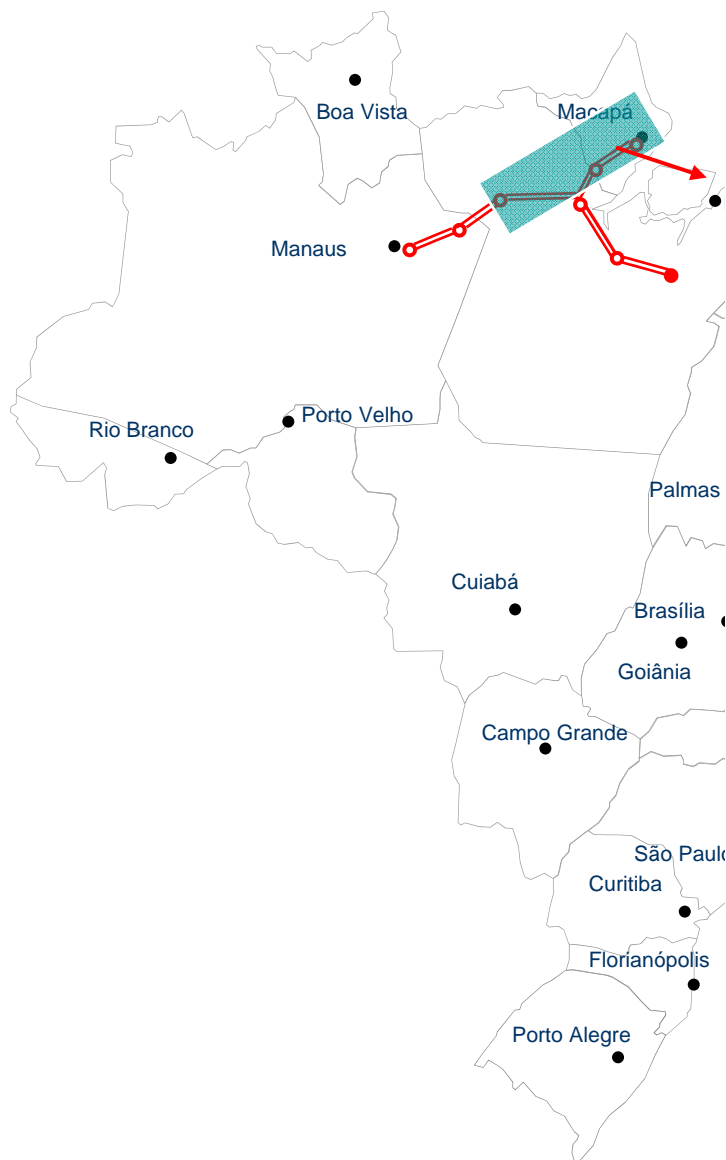 Boa Vista
Macapá
Manaus
Porto Velho
Rio Branco
Palmas
Cuiabá
Brasília
Goiânia
Campo Grande
São Paulo
Curitiba
Florianópolis
Porto Alegre